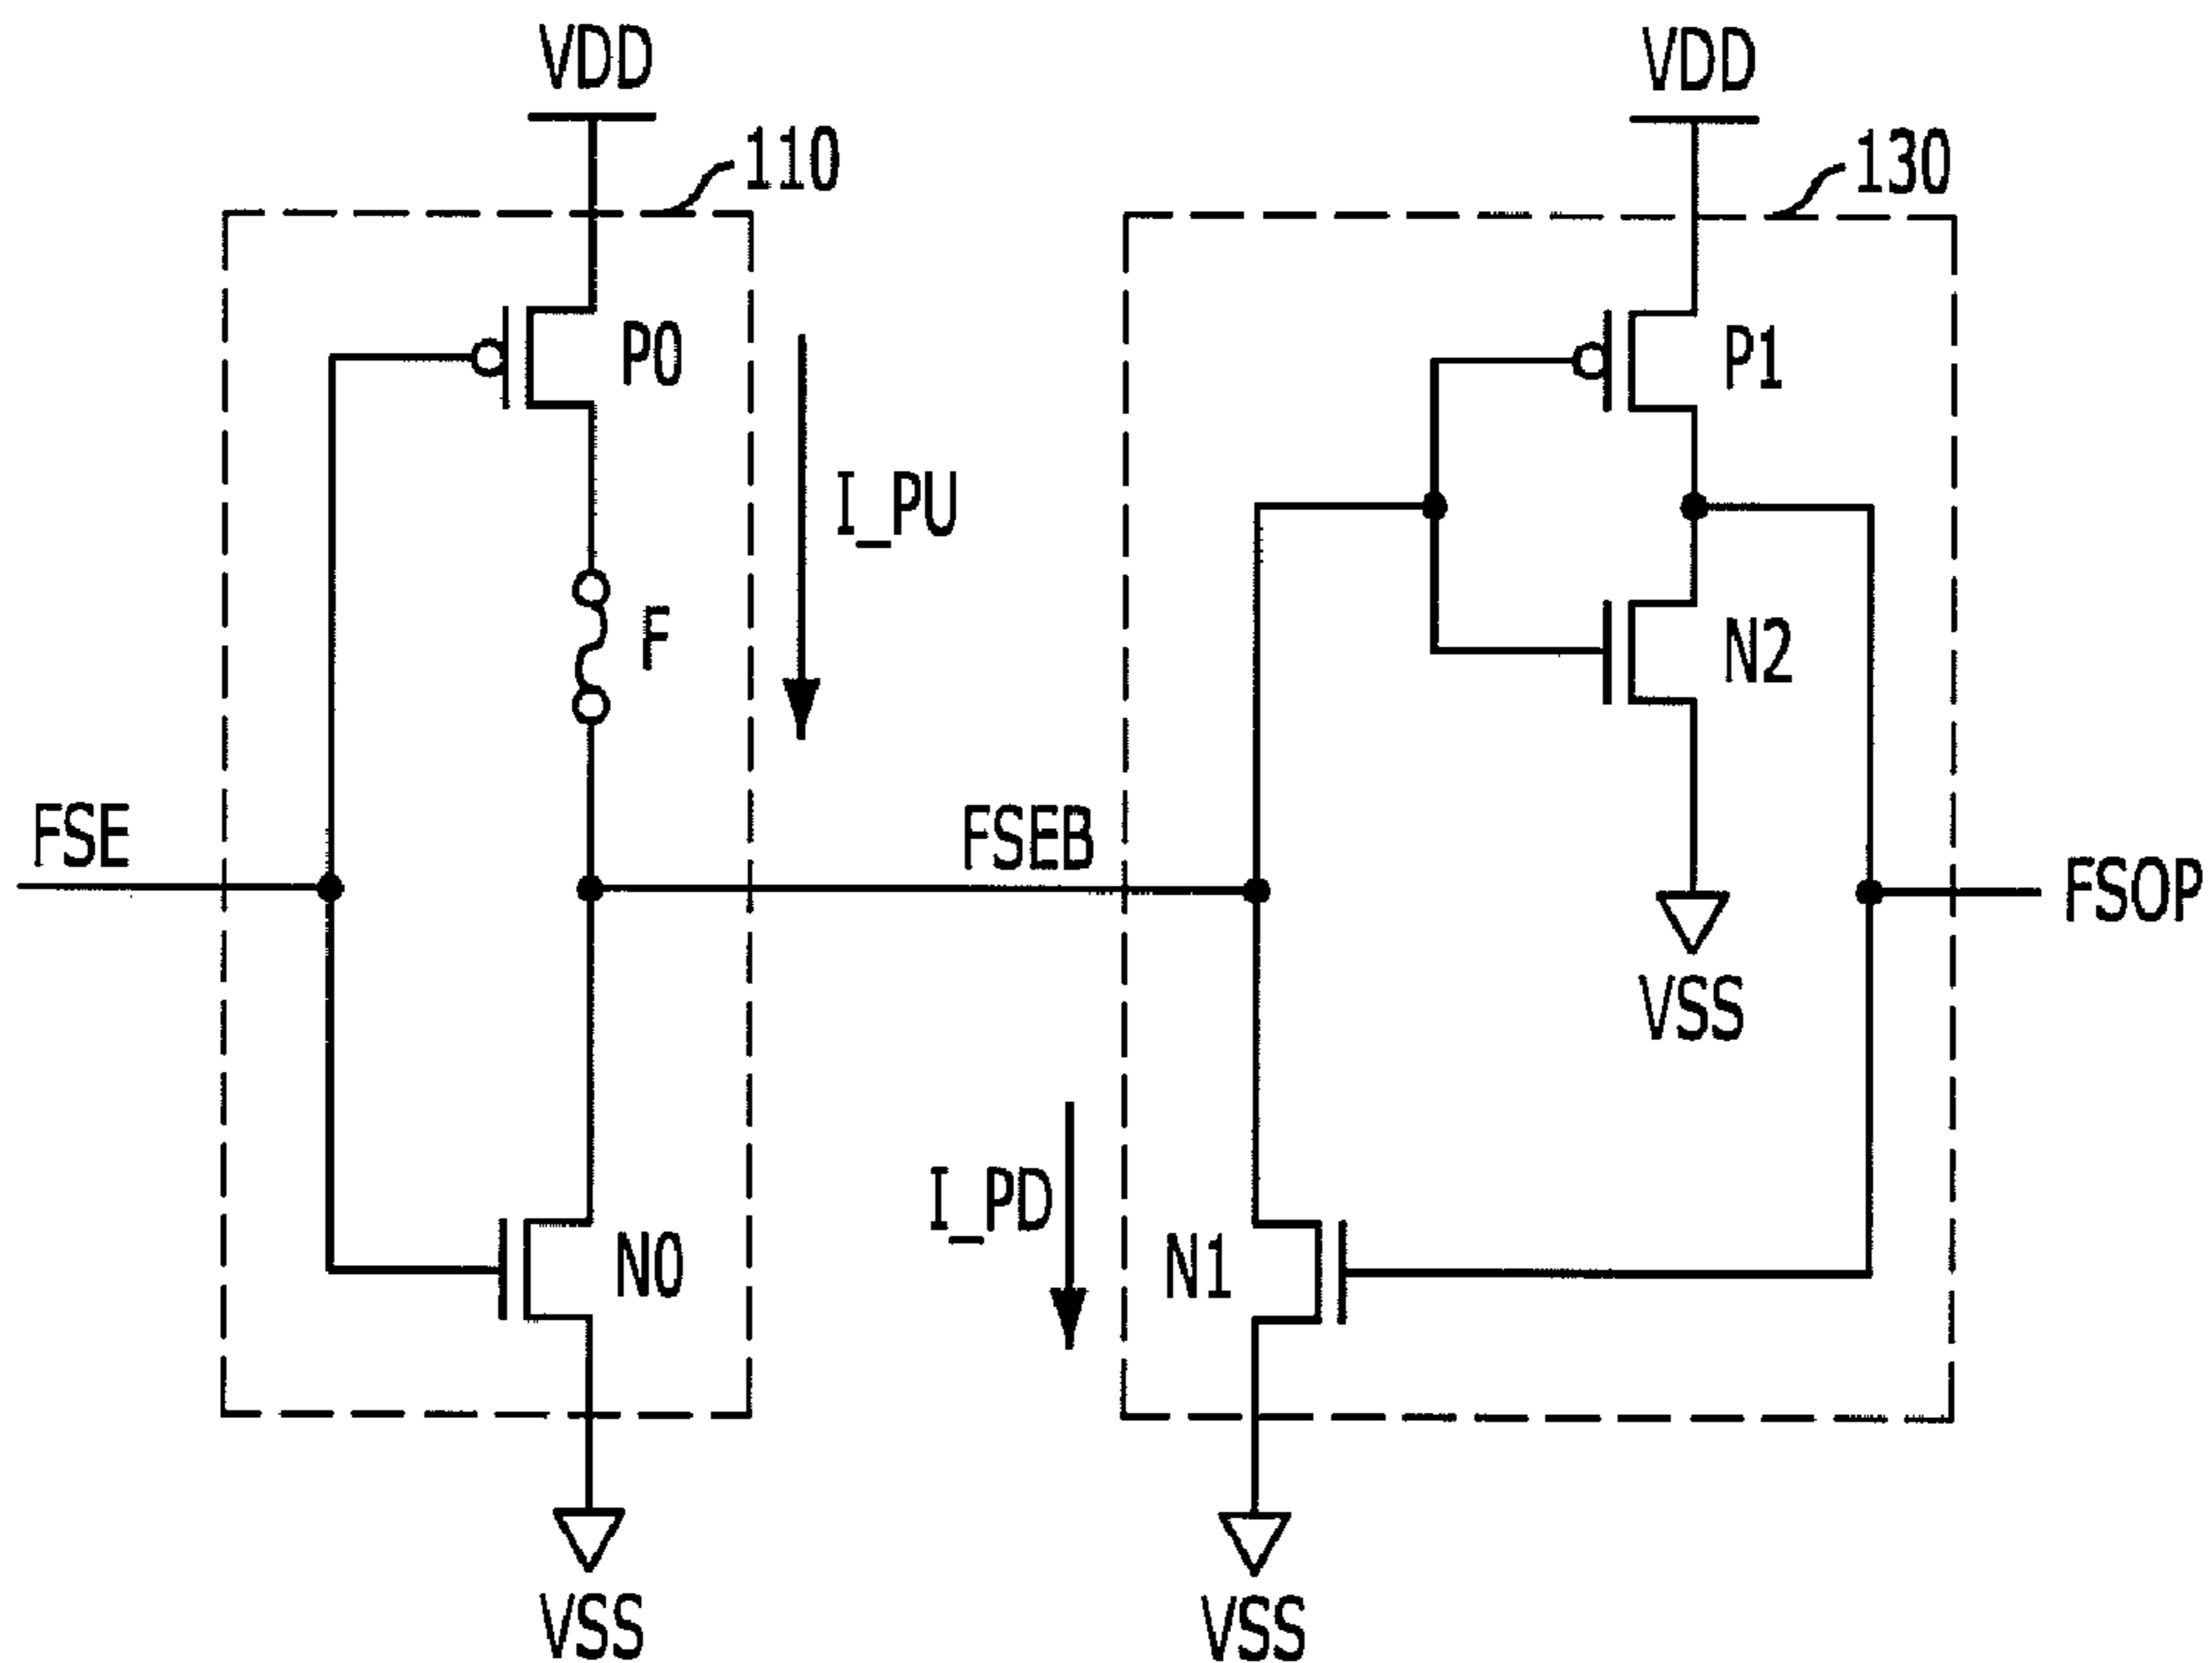 VDD
VDD
110
130
P0
P1
I_PU
F
N2
FSE
FSEB
FSOP
VSS
I_PD
N0
N1
VSS
VSS